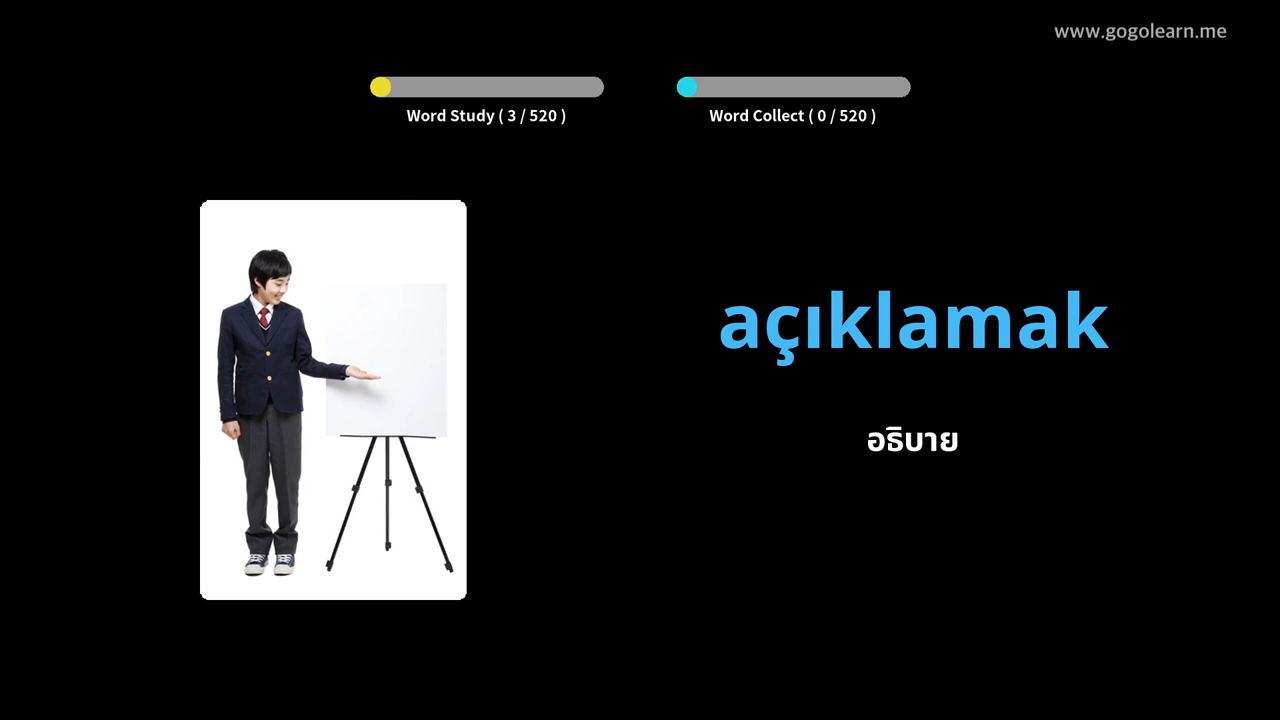 www.gogolearn.me
Word Study ( 3 / 520 )
Word Collect ( 0 / 520 )
açıklamak
อธิบาย